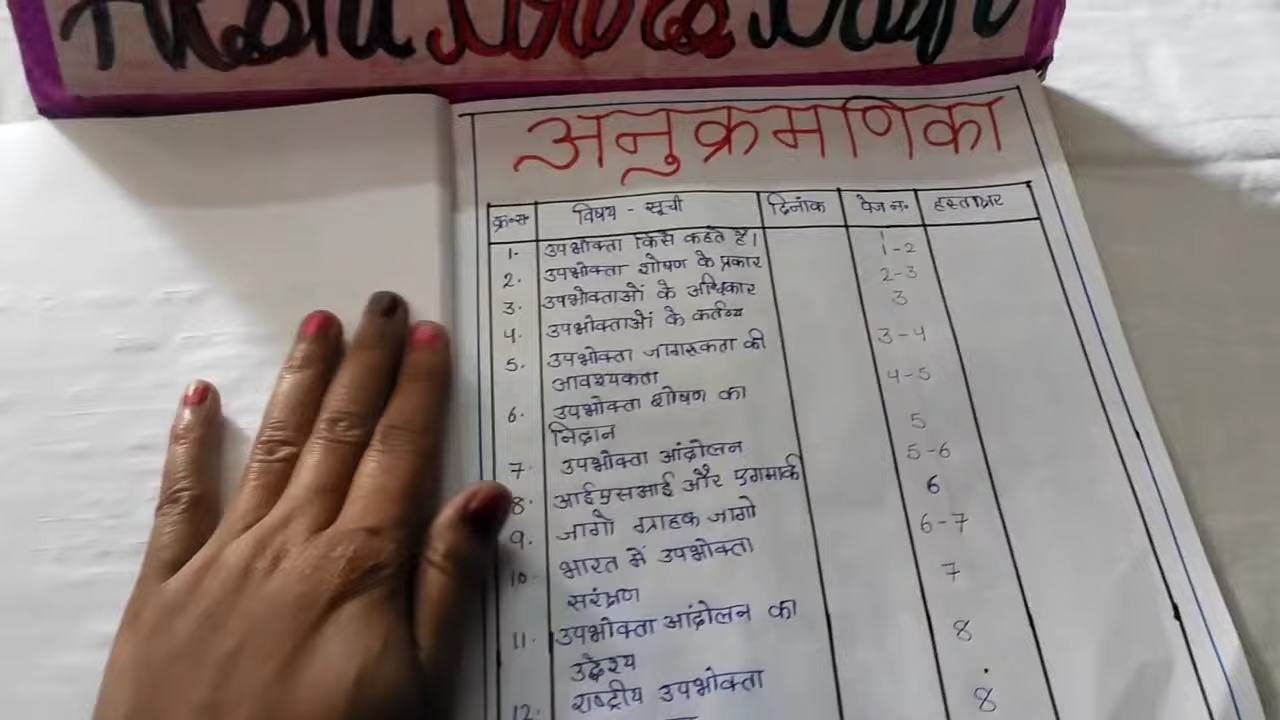 अनुक्रमणिका
क्र०स० विषय - सूची दिनांक पेज न० हस्ताक्षर
1. उपभोक्ता किसे कहते है। 1-2
2. उपभोक्ता शोषण के प्रकार 2-3
3. उपभोक्ताओं के अधिकार 3
4. उपभोक्ताओं के कर्तव्य 3-4
5. उपभोक्ता जागरूकता की
आवश्यकता 4-5
6. उपभोक्ता शोषण का
निदान 5
7. उपभोक्ता आंदोलन 5-6
8. आईएसआई और एगमार्क 6
9. जागो ग्राहक जागो 6-7
10. भारत में उपभोक्ता
सरंक्षण 7
11. उपभोक्ता आंदोलन का
उद्देश्य 8
12. राष्ट्रीय उपभोक्ता 8